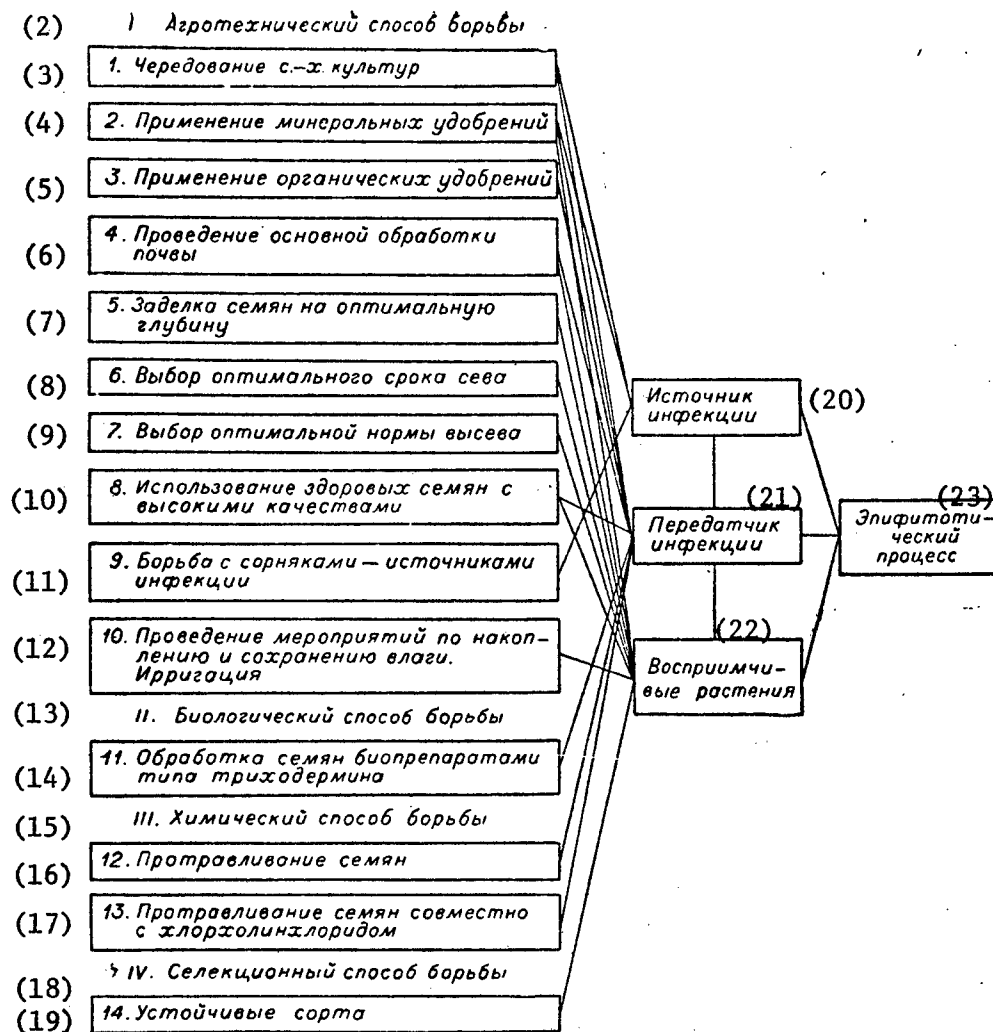 (2) I Агротехнический способ борьбы
(3) 1. Чередование с.-х. культур
(4) 2. Применение минеральных удобрений
(5) 3. Применение органических удобрений
(6) 4. Проведение основной обработки
почвы
(7) 5. Заделка семян на оптимальную
глубину
(8) 6. Выбор оптимального срока сева
(9) 7. Выбор оптимальной нормы высева
(10) 8. Использование здоровых семян с
высокими качествами
(11) 9. Борьба с сорняками — источниками
инфекции
(12) 10. Проведение мероприятий по накоп-
лению и сохранению влаги.
Ирригация
(13) II. Биологический способ борьбы
(14) 11. Обработка семян биопрепаратами
типа триходермина
(15) III. Химический способ борьбы
(16) 12. Протравливание семян
(17) 13. Протравливание семян совместно
с хлорхолинхлоридом
(18) IV. Селекционный способ борьбы
(19) 14. Устойчивые сорта
Источник (20)
инфекции
(21)
Передатчик
инфекции
(22)
Восприимчи-
вые растения
(23)
Эпифитоти-
ческий
процесс